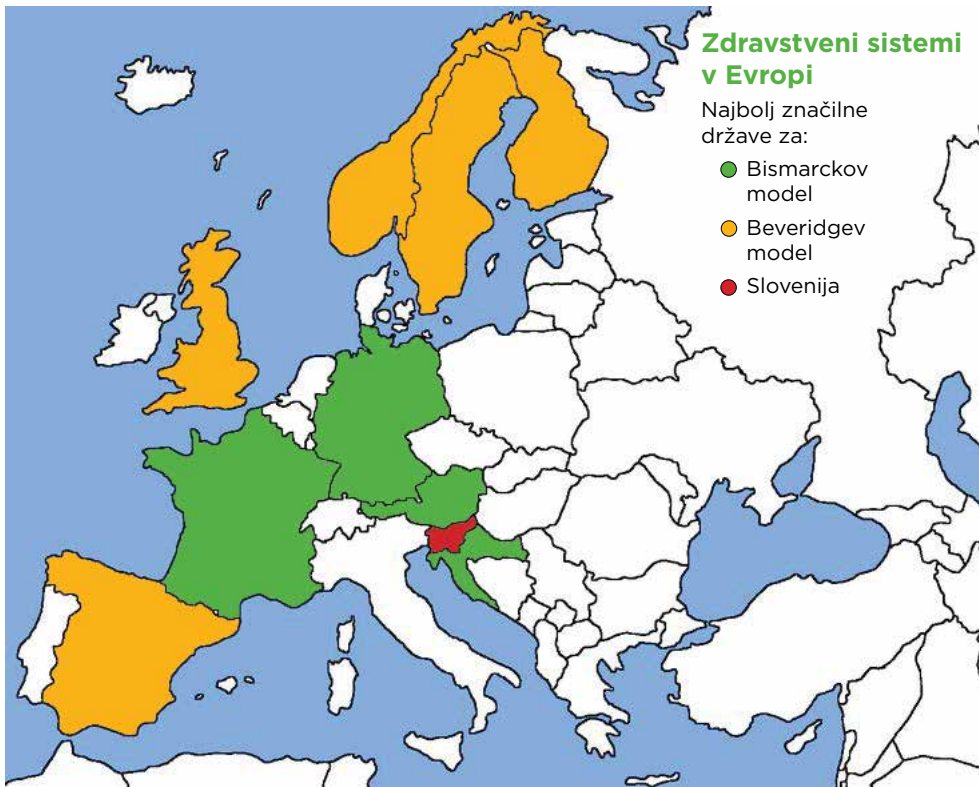 Zdravstveni sistemi
v Evropi
Najbolj značilne
države za:
Bismarckov
model
Beveridgev
model
Slovenija